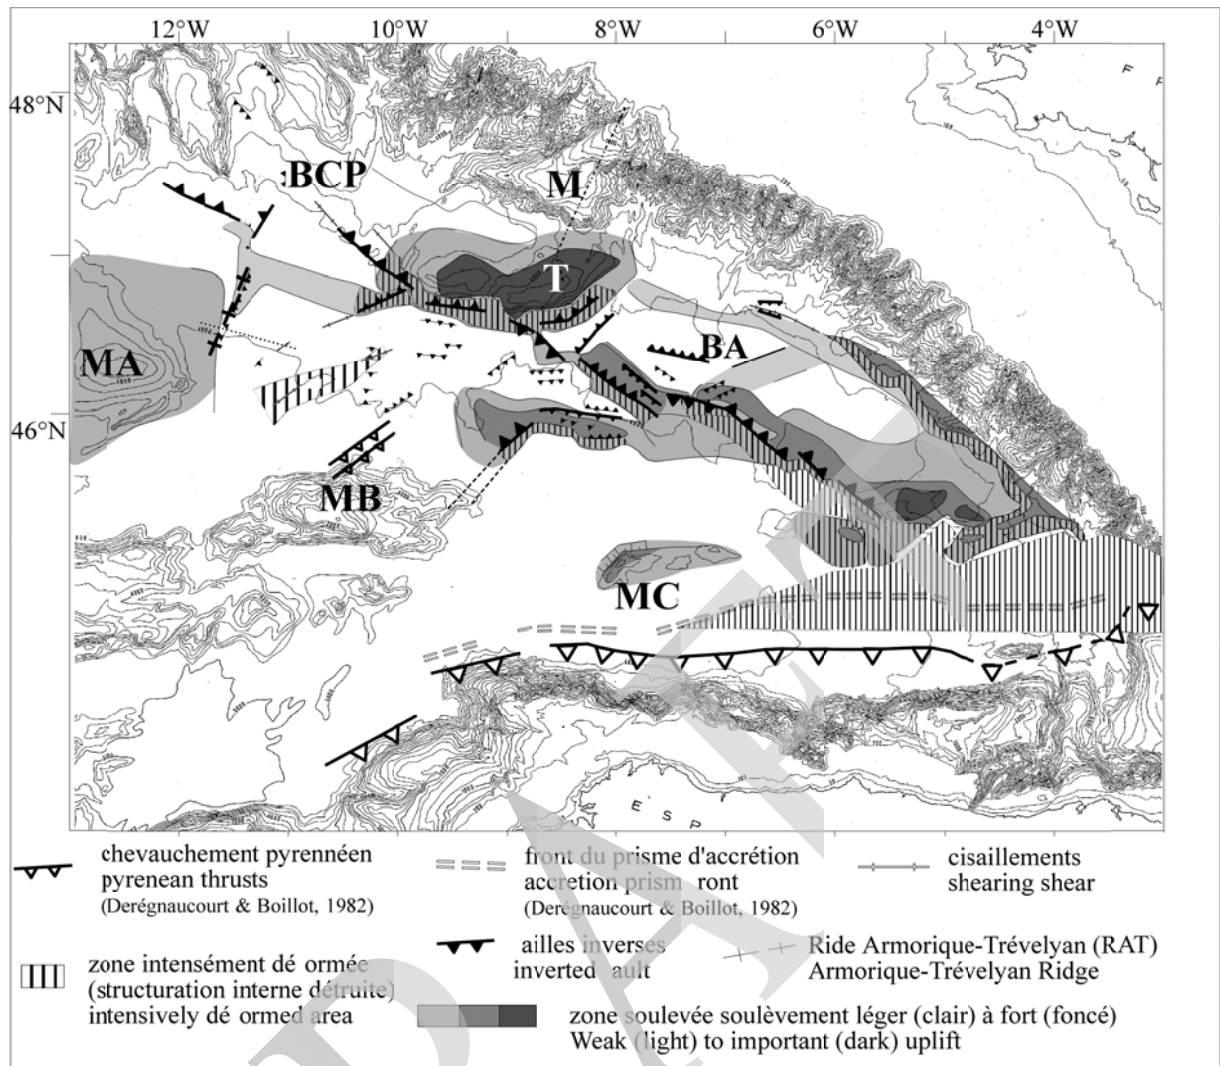 12°W 10°W 8°W 6°W 4°W
48°N
F R
BCP
M
T
BA
MA
46°N
MB
MC
E S P
chevauchement pyrennéen
pyrenean thrusts
(Derégnaucourt & Boillot, 1982)
front du prisme d'accrétion
accretion prism ront
(Derégnaucourt & Boillot, 1982)
cisaillements
shearing shear
zone intensément dé ormée
(structuration interne détruite)
intensively dé ormed area
ailles inverses
inverted ault
Ride Armorique-Trévelyan (RAT)
Armorique-Trévelyan Ridge
zone soulevée soulèvement léger (clair) à fort (foncé)
Weak (light) to important (dark) uplift